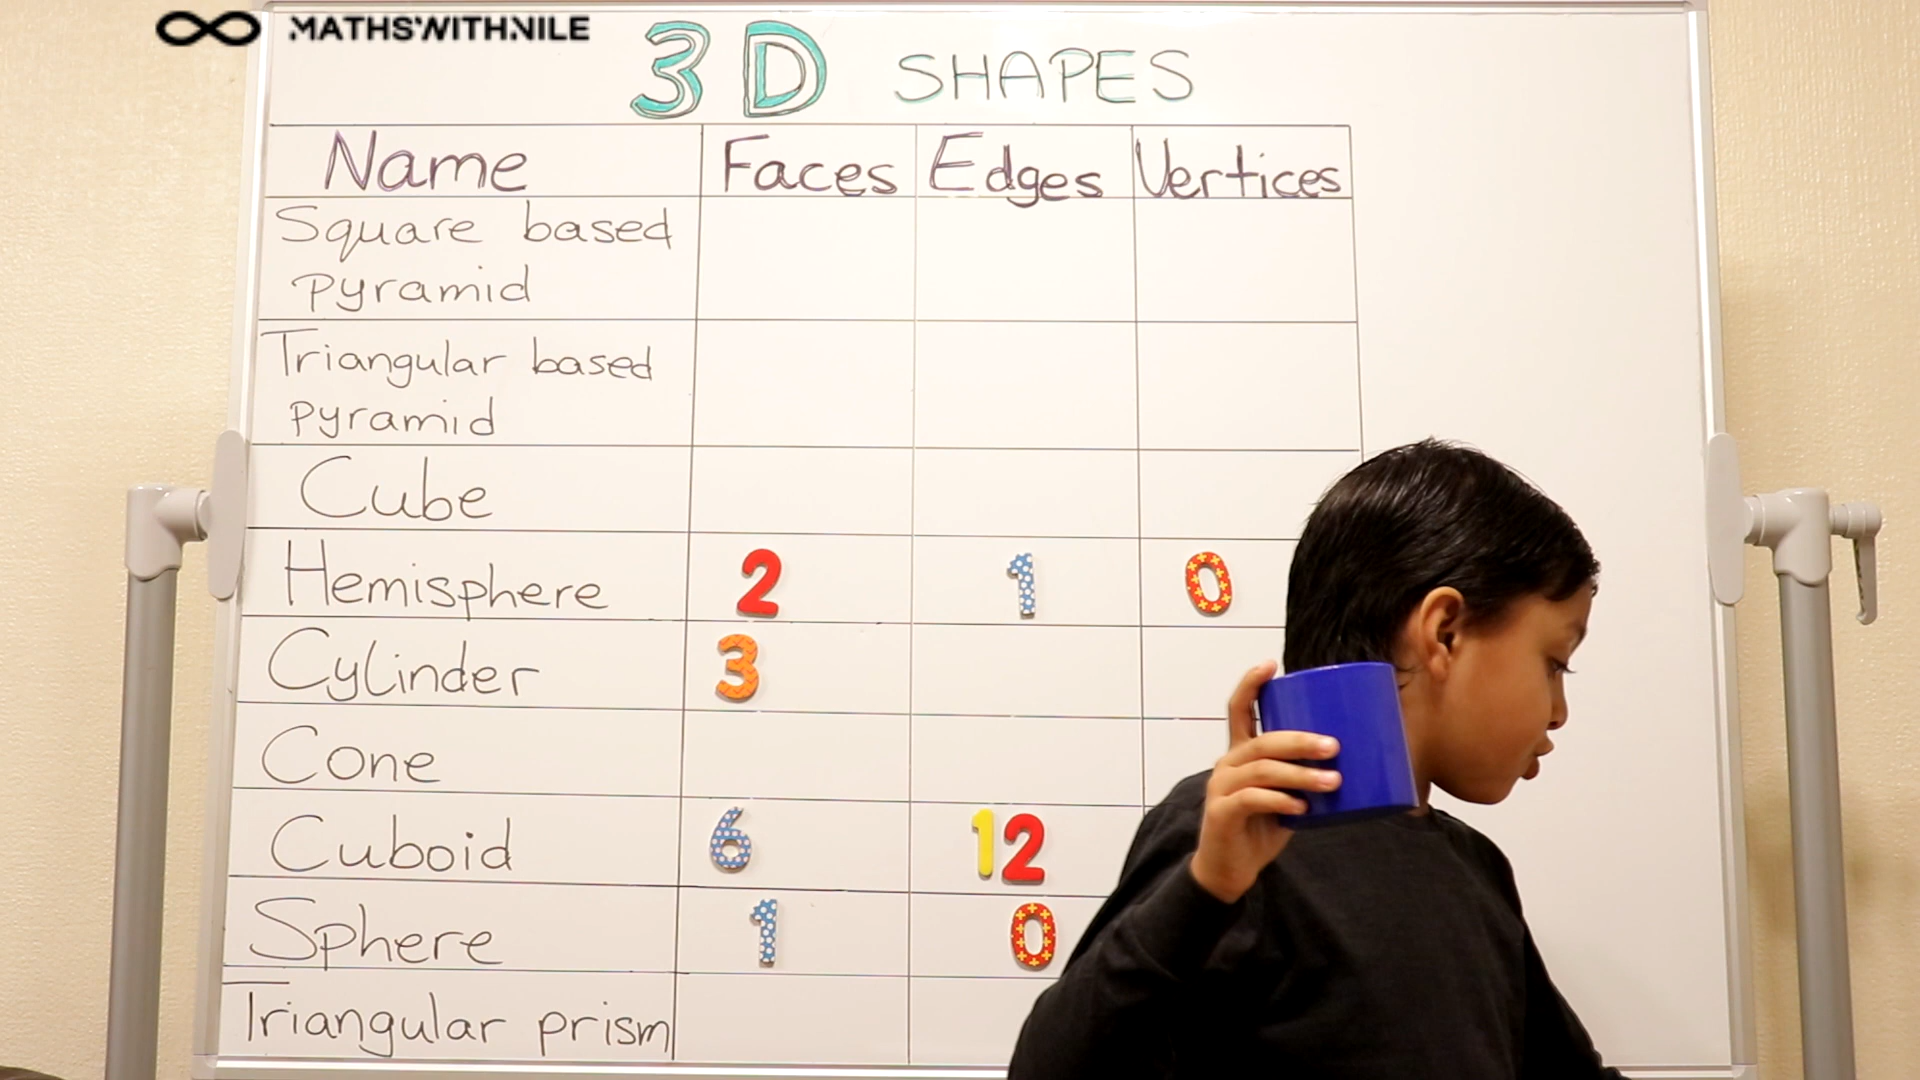 MATHSWITHNILE
3D SHAPES
Name Faces Edges Vertices
Square based
pyramid
Triangular based
pyramid
Cube
Hemisphere 2 1 0
Cylinder 3
Cone
Cuboid 6 12
Sphere 1 0
Triangular prism